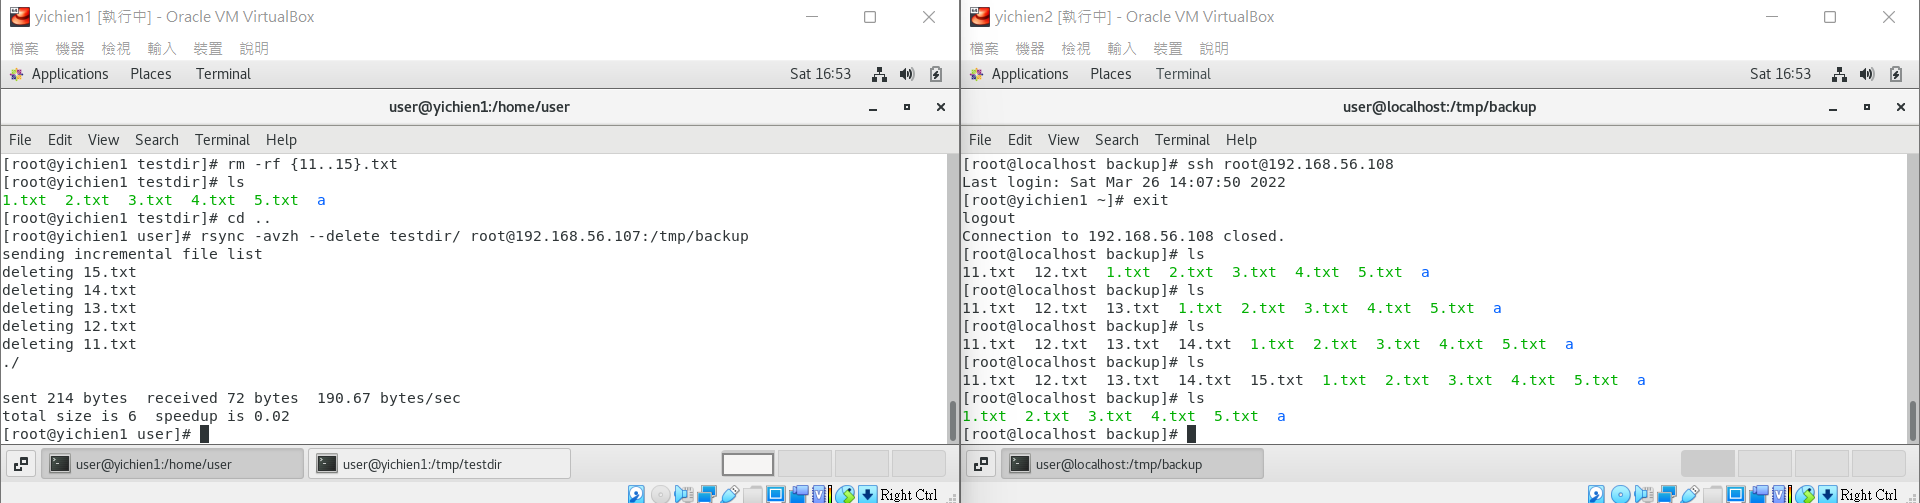 yichien1 [執行中] - Oracle VM VirtualBox
檔案 機器 檢視 輸入 裝置 說明
Applications Places Terminal Sat 16:53
user@yichien1:/home/user
File Edit View Search Terminal Help
[root@yichien1 testdir]# rm -rf {11..15}.txt
[root@yichien1 testdir]# ls
1.txt  2.txt  3.txt  4.txt  5.txt  a
[root@yichien1 testdir]# cd ..
[root@yichien1 user]# rsync -avzh --delete testdir/ root@192.168.56.107:/tmp/backup
sending incremental file list
deleting 15.txt
deleting 14.txt
deleting 13.txt
deleting 12.txt
deleting 11.txt
./
sent 214 bytes  received 72 bytes  190.67 bytes/sec
total size is 6  speedup is 0.02
[root@yichien1 user]#
user@yichien1:/home/user user@yichien1:/tmp/testdir
Right Ctrl
yichien2 [執行中] - Oracle VM VirtualBox
檔案 機器 檢視 輸入 裝置 說明
Applications Places Terminal Sat 16:53
user@localhost:/tmp/backup
File Edit View Search Terminal Help
[root@localhost backup]# ssh root@192.168.56.108
Last login: Sat Mar 26 14:07:50 2022
[root@yichien1 ~]# exit
logout
Connection to 192.168.56.108 closed.
[root@localhost backup]# ls
11.txt  12.txt  1.txt  2.txt  3.txt  4.txt  5.txt  a
[root@localhost backup]# ls
11.txt  12.txt  13.txt  1.txt  2.txt  3.txt  4.txt  5.txt  a
[root@localhost backup]# ls
11.txt  12.txt  13.txt  14.txt  1.txt  2.txt  3.txt  4.txt  5.txt  a
[root@localhost backup]# ls
11.txt  12.txt  13.txt  14.txt  15.txt  1.txt  2.txt  3.txt  4.txt  5.txt  a
[root@localhost backup]# ls
1.txt  2.txt  3.txt  4.txt  5.txt  a
[root@localhost backup]#
user@localhost:/tmp/backup
Right Ctrl